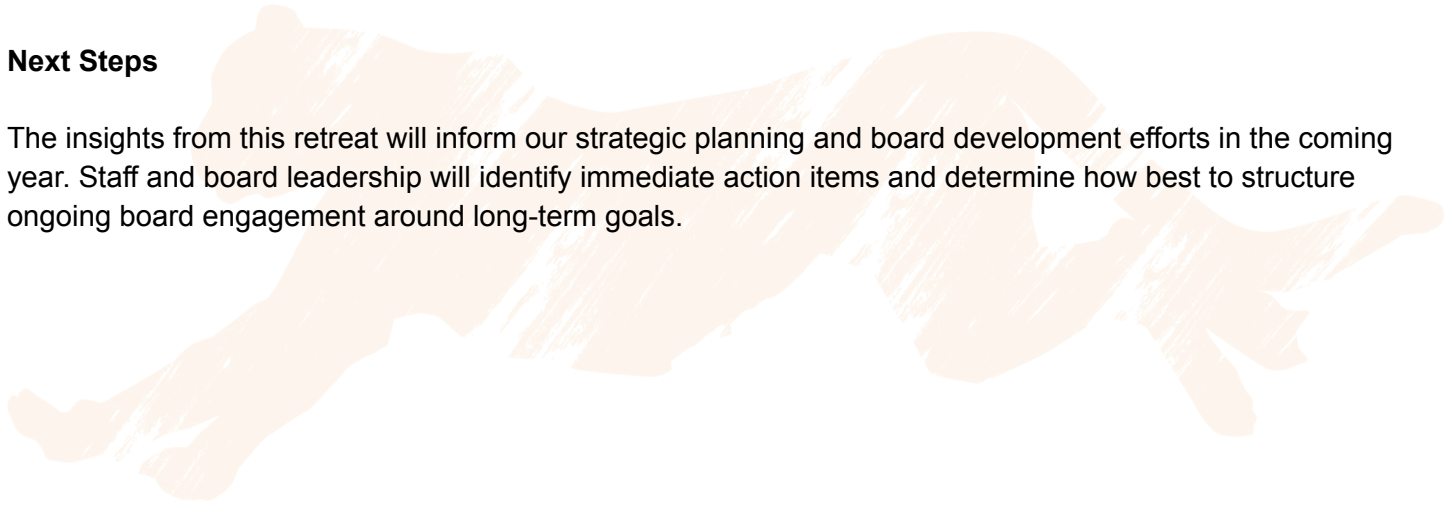 Next Steps
The insights from this retreat will inform our strategic planning and board development efforts in the coming
year. Staff and board leadership will identify immediate action items and determine how best to structure
ongoing board engagement around long-term goals.